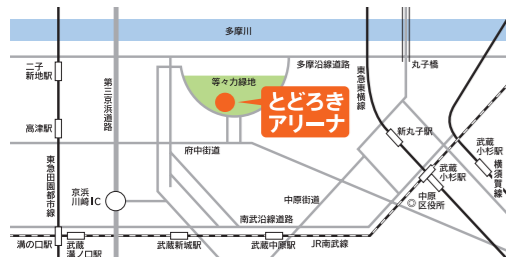 多摩川
二子
新地駅
第三京浜道路
多摩沿線道路
丸子橋
等々力緑地
東急東横線
とどろき
アリーナ
高津駅
新丸子駅
府中街道
武蔵
小杉駅
横須賀線
東急田園都市線
武蔵
小杉駅
京浜
川崎IC
中原街道
中原
区役所
南武沿線道路
溝の口駅
武蔵
溝ノ口駅
武蔵新城駅
武蔵中原駅
JR南武線